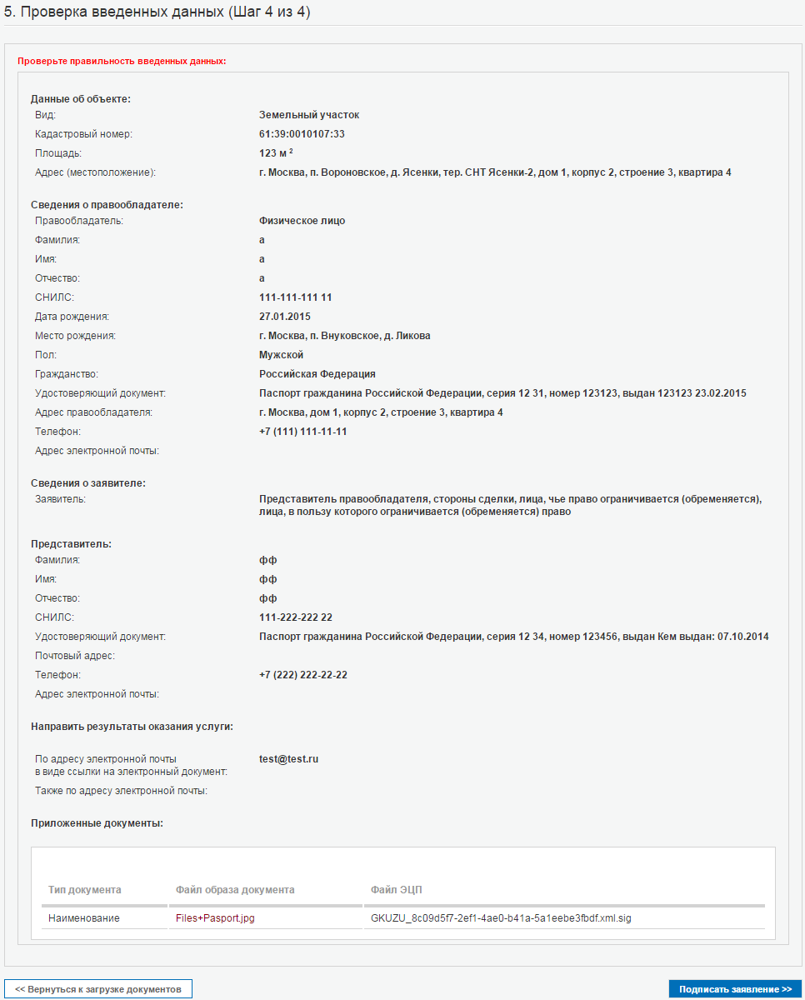 5. Проверка введенных данных (Шаг 4 из 4)
Проверьте правильность введенных данных:
Данные об объекте:
Вид: Земельный участок
Кадастровый номер: 61:39:0010107:33
Площадь: 123 м ²
Адрес (местоположение): г. Москва, п. Вороновское, д. Ясенки, тер. СНТ Ясенки-2, дом 1, корпус 2, строение 3, квартира 4
Сведения о правообладателе:
Правообладатель: Физическое лицо
Фамилия: а
Имя: а
Отчество: а
СНИЛС: 111-111-111 11
Дата рождения: 27.01.2015
Место рождения: г. Москва, п. Внуковское, д. Ликова
Пол: Мужской
Гражданство: Российская Федерация
Удостоверяющий документ: Паспорт гражданина Российской Федерации, серия 12 31, номер 123123, выдан 123123 23.02.2015
Адрес правообладателя: г. Москва, дом 1, корпус 2, строение 3, квартира 4
Телефон: +7 (111) 111-11-11
Адрес электронной почты:
Сведения о заявителе:
Заявитель: Представитель правообладателя, стороны сделки, лица, чье право ограничивается (обременяется),
лица, в пользу которого ограничивается (обременяется) право
Представитель:
Фамилия: фф
Имя: фф
Отчество: фф
СНИЛС: 111-222-222 22
Удостоверяющий документ: Паспорт гражданина Российской Федерации, серия 12 34, номер 123456, выдан Кем выдан: 07.10.2014
Почтовый адрес:
Телефон: +7 (222) 222-22-22
Адрес электронной почты:
Направить результаты оказания услуги:
По адресу электронной почты test@test.ru
в виде ссылки на электронный документ:
Также по адресу электронной почты:
Приложенные документы:
Тип документа Файл образа документа Файл ЭЦП
Наименование Files+Pasport.jpg GKUZU_8c09d5f7-2ef1-4ae0-b41a-5a1eebe3fbdf.xml.sig
<< Вернуться к загрузке документов Подписать заявление >>